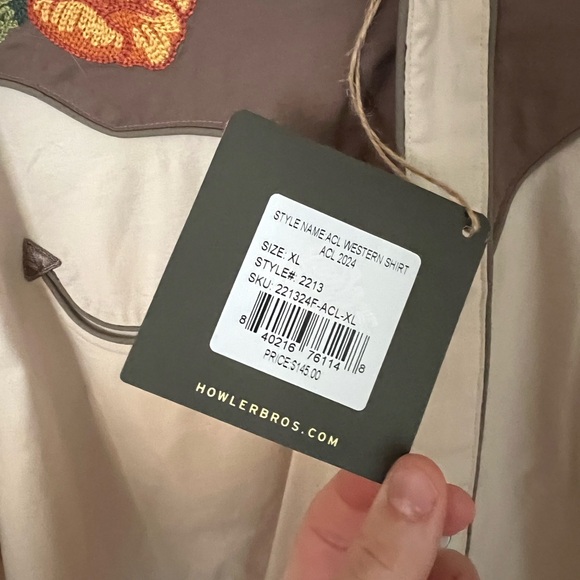 STYLE NAME:ACL WESTERN SHIRT
ACL 2024
SIZE: XL
STYLE#: 2213
SKU: 221324F-ACL-XL
8 40216 76114 8
PRICE:$145.00
HOWLERBROS.COM